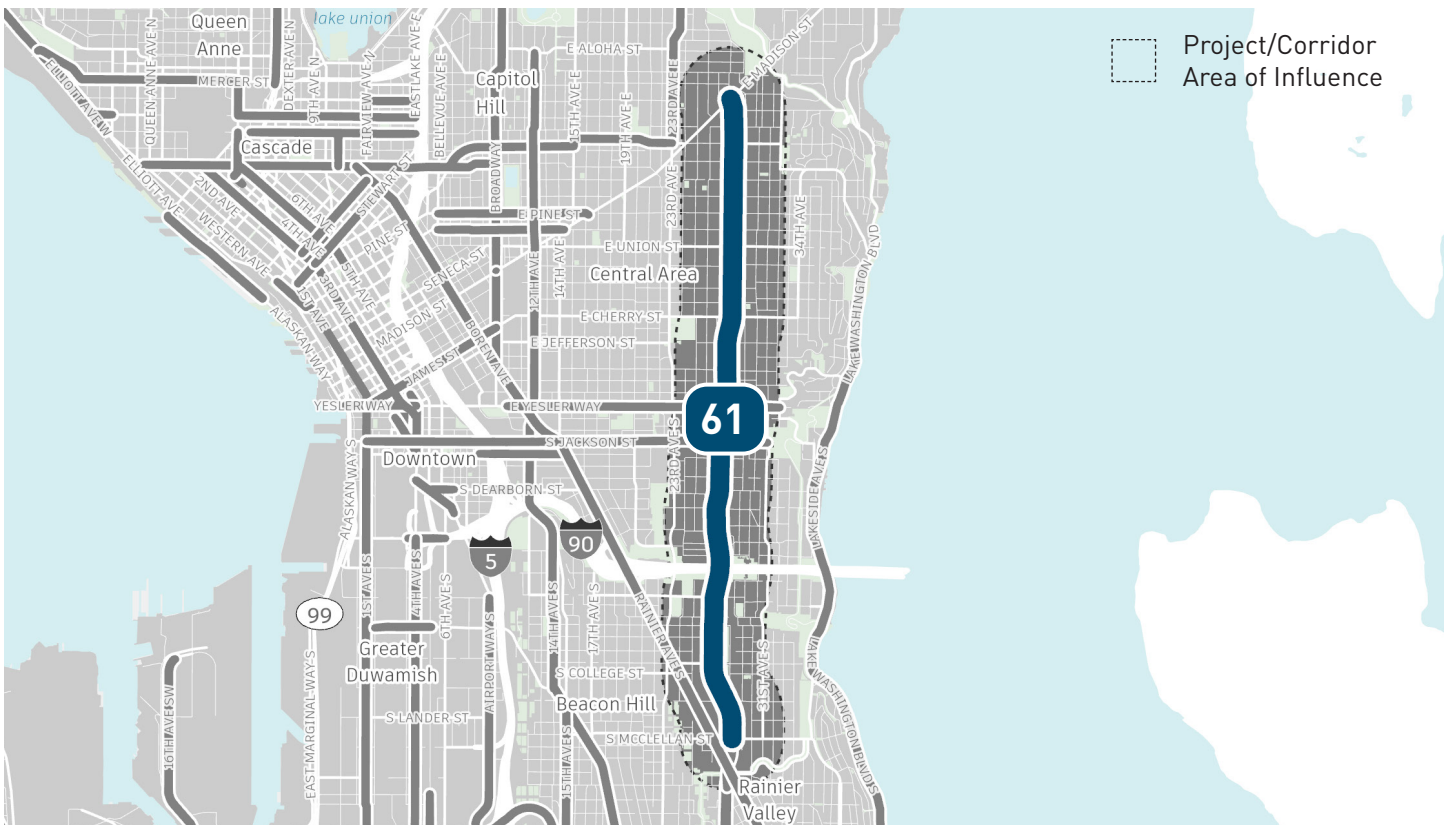 lake union
Queen
Anne
QUEEN ANNE AVE N
DEXTER AVE N
9TH AVE N
FAIRVIEW AVE N
EASTLAKE AVE E
BELLEVUE AVE E
MERCER ST
ELLIOTT AVE W
Capitol
Hill
E ALOHA ST
15TH AVE E
19TH AVE E
23RD AVE E
E MADISON ST
Project/Corridor
Area of Influence
Cascade
ELLIOTT AVE
2ND AVE
6TH AVE
4TH AVE
WESTERN AVE
STEWART ST
PINE ST
5TH AVE
3RD AVE
1ST AVE
SENECA ST
MADISON ST
ALASKAN WAY
JAMES ST
BROADWAY
E PINE ST
12TH AVE
14TH AVE
23RD AVE
34TH AVE
E UNION ST
Central Area
E CHERRY ST
E JEFFERSON ST
BOREN AVE
LAKE WASHINGTON BLVD
YESLER WAY
E YESLER WAY
61
S JACKSON ST
Downtown
23RD AVE S
S DEARBORN ST
ALASKAN WAY S
LAKESIDE AVE S
5
90
99
1ST AVE S
4TH AVE S
6TH AVE S
AIRPORT WAY S
14TH AVE S
17TH AVE S
RAINIER AVE S
31ST AVE S
Greater
Duwamish
S COLLEGE ST
Beacon Hill
S LANDER ST
S MCCLELLAN ST
16TH AVE SW
EAST MARGINAL WAY S
15TH AVE S
LAKE WASHINGTON BLVD S
Rainier
Valley